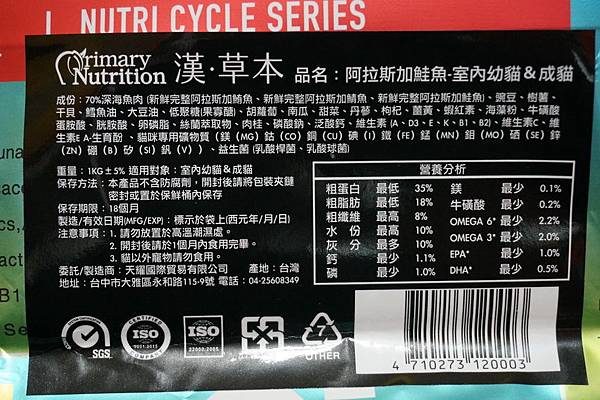 NUTRI CYCLE SERIES
Primary
Nutrition 漢·草本 品名：阿拉斯加鮭魚-室內幼貓＆成貓
成份：70%深海魚肉 (新鮮完整阿拉斯加鮪魚、新鮮完整阿拉斯加鯖魚、新鮮完整阿拉斯加鮭魚)、豌豆、樹薯、
干貝、鱈魚油、大豆油、低聚糖(果寡醣)、胡蘿蔔、南瓜、甜菜、丹蔘、枸杞、薑黃、蝦紅素、海藻粉、牛磺酸
蛋胺酸、胱胺酸、卵磷脂、絲蘭萃取物、肉桂、磷酸鈉、泛酸鈣、維生素 (A、D3、E、K、B1、B2)、維生素C、維
生素E A-生育酚 、貓咪專用礦物質 (鎂 (MG) 鈷 (CO) 銅 (CU) 碘 (I) 鐵 (FE) 錳 (MN) 鉬 (MO) 硒 (SE) 鋅
(ZN) 硼 (B) 矽 (SI) 釩 (V) ) 、益生菌 (乳酸桿菌、乳酸球菌)
重量：1KG±5% 適用對象：室內幼貓＆成貓
保存方法：本產品不含防腐劑，開封後請將包裝夾鏈
密封或置於保鮮桶內保存
保存期限：18個月
製造/有效日期(MFG/EXP)：標示於袋上(西元年/月/日)
注意事項：1. 請勿放置於高溫潮濕處。
2. 開封後請於1個月內食用完畢。
3. 貓以外寵物請勿食用。
委託/製造商：天耀國際貿易有限公司 產地：台灣
地址：台中市大雅區永和路115-9號 電話：04-25608349
營養分析
粗蛋白 最低 35% 鎂 最少 0.1%
粗脂肪 最低 18% 牛磺酸 最少 0.2%
粗纖維 最高 8% OMEGA 6* 最少 2.2%
水份 最高 10% OMEGA 3* 最少 2.0%
灰分 最多 10% EPA* 最少 1.0%
鈣 最少 1.1% DHA* 最少 0.5%
磷 最少 1.0%
SGS
CERTIFIED
ISO
9001:2015
COMPANY
ISO
22000:2005
7
OTHER
4 710273 120003